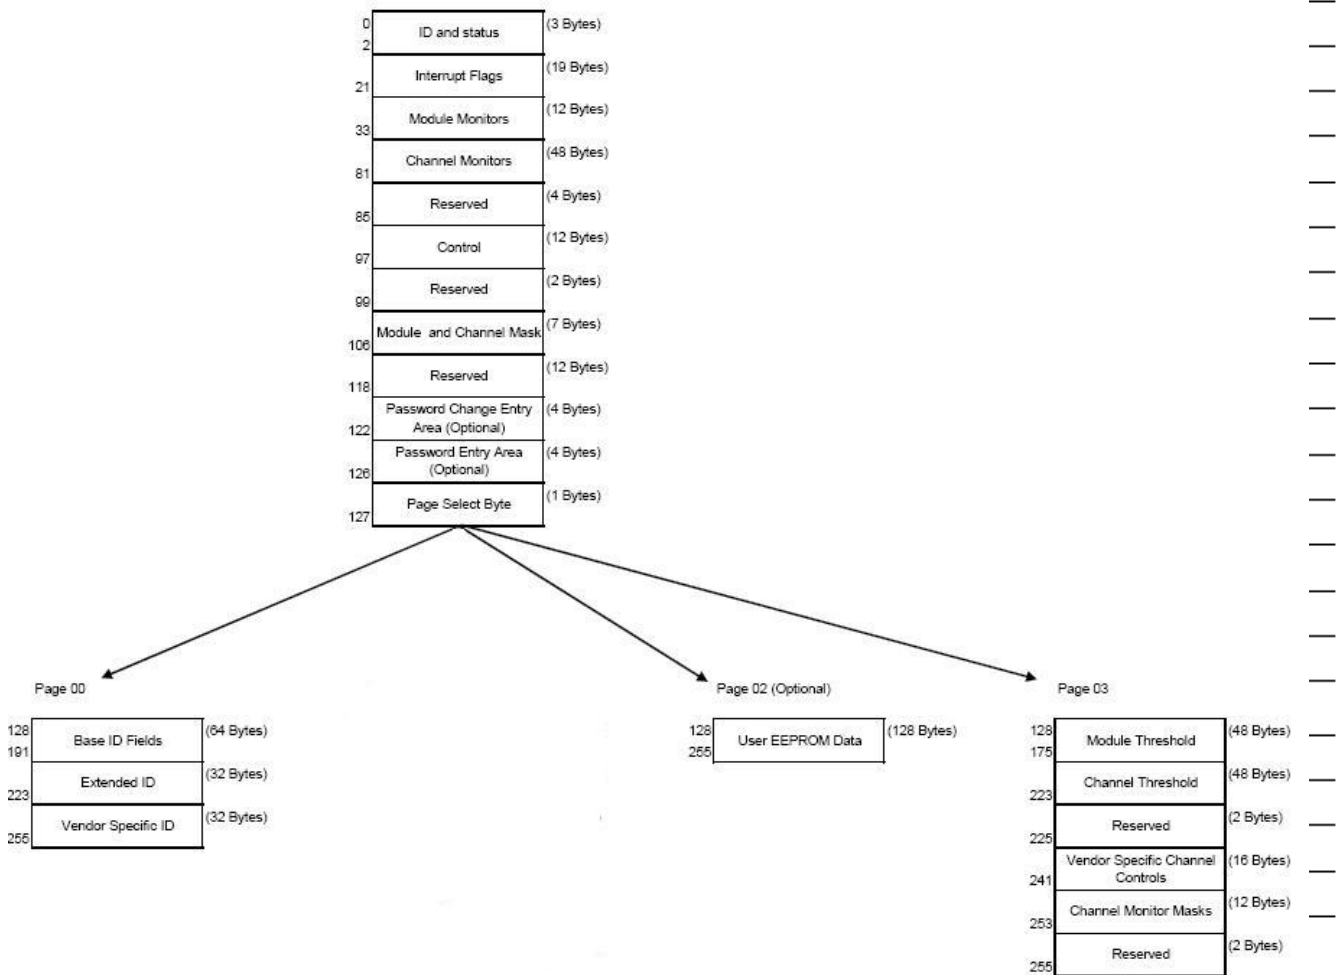 0
ID and status
(3 Bytes)
2
Interrupt Flags
(19 Bytes)
21
Module Monitors
(12 Bytes)
33
Channel Monitors
(48 Bytes)
81
Reserved
(4 Bytes)
85
Control
(12 Bytes)
97
Reserved
(2 Bytes)
99
Module and Channel Mask
(7 Bytes)
106
Reserved
(12 Bytes)
118
Password Change Entry
Area (Optional)
(4 Bytes)
122
Password Entry Area
(Optional)
(4 Bytes)
126
Page Select Byte
(1 Bytes)
127
Page 00
128
Base ID Fields
(64 Bytes)
191
Extended ID
(32 Bytes)
223
Vendor Specific ID
(32 Bytes)
255
Page 02 (Optional)
128
User EEPROM Data
(128 Bytes)
255
Page 03
128
Module Threshold
(48 Bytes)
175
Channel Threshold
(48 Bytes)
223
Reserved
(2 Bytes)
225
Vendor Specific Channel
Controls
(16 Bytes)
241
Channel Monitor Masks
(12 Bytes)
253
Reserved
(2 Bytes)
255